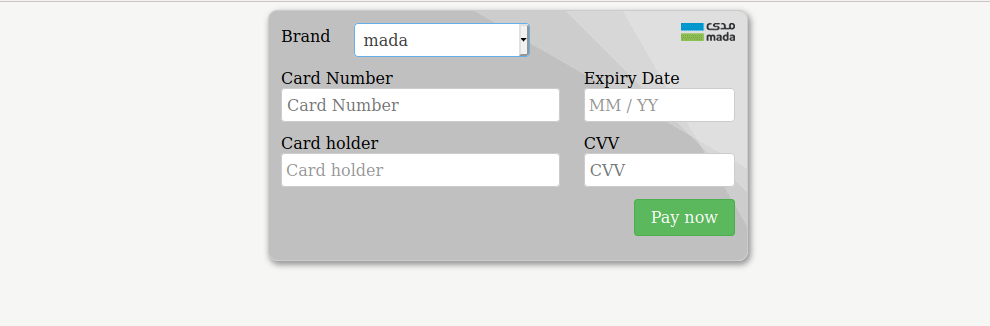 Brand
mada
مدى
mada
Card Number
Expiry Date
Card Number
MM / YY
Card holder
CVV
Card holder
CVV
Pay now